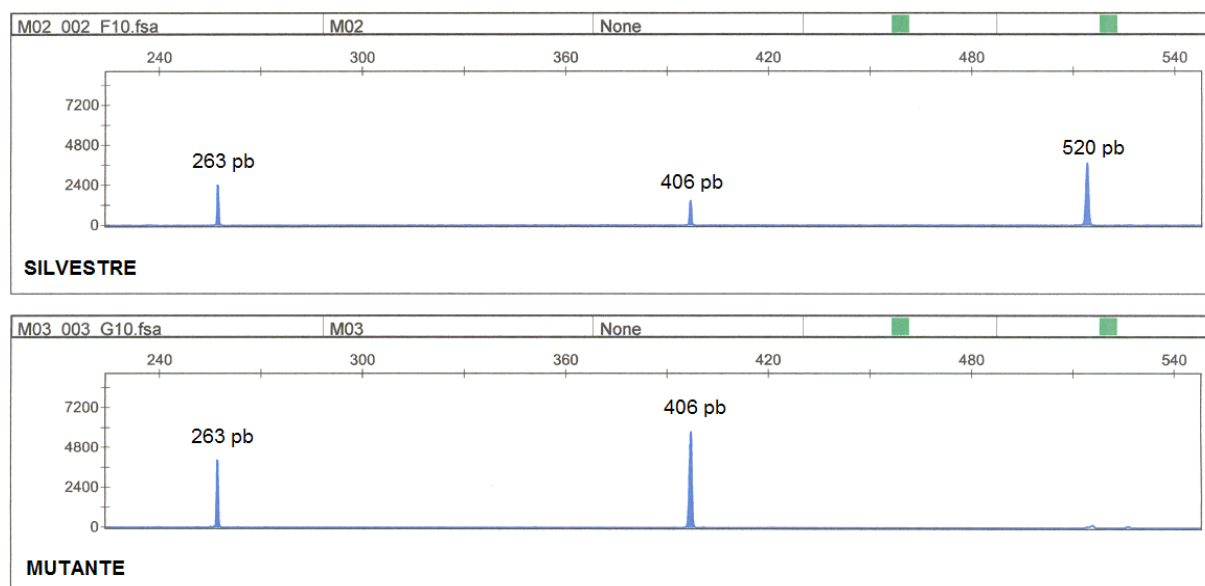 M02_002_F10.fsa M02 None
240 300 360 420 480 540
7200
4800
2400
0
263 pb
406 pb
520 pb
SILVESTRE
M03_003_G10.fsa M03 None
240 300 360 420 480 540
7200
4800
2400
0
263 pb
406 pb
MUTANTE